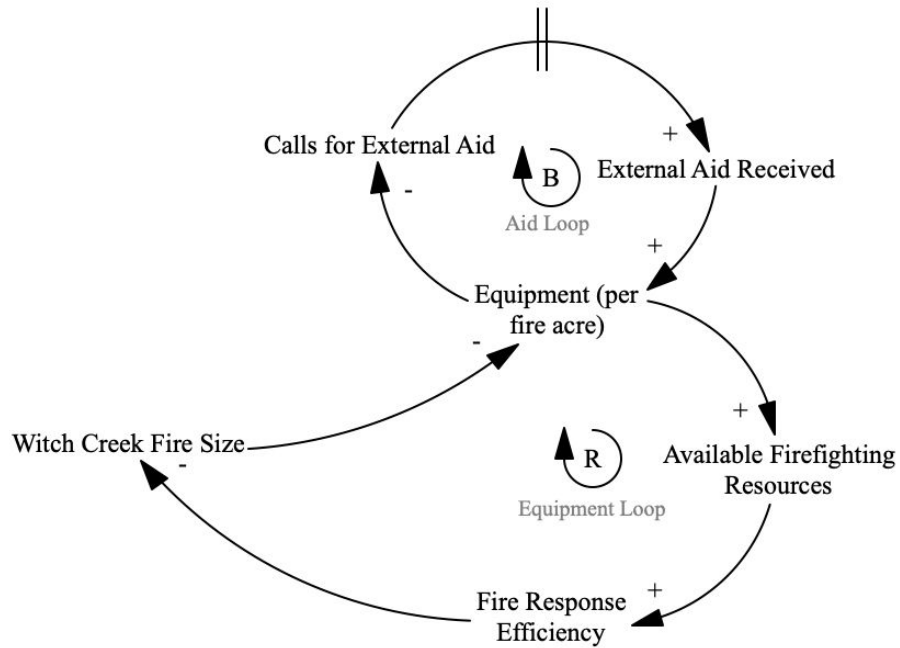 +
Calls for External Aid
External Aid Received
-
B
Aid Loop
+
Equipment (per
fire acre)
-
+
Witch Creek Fire Size
-
R
Available Firefighting
Resources
Equipment Loop
+
Fire Response
Efficiency